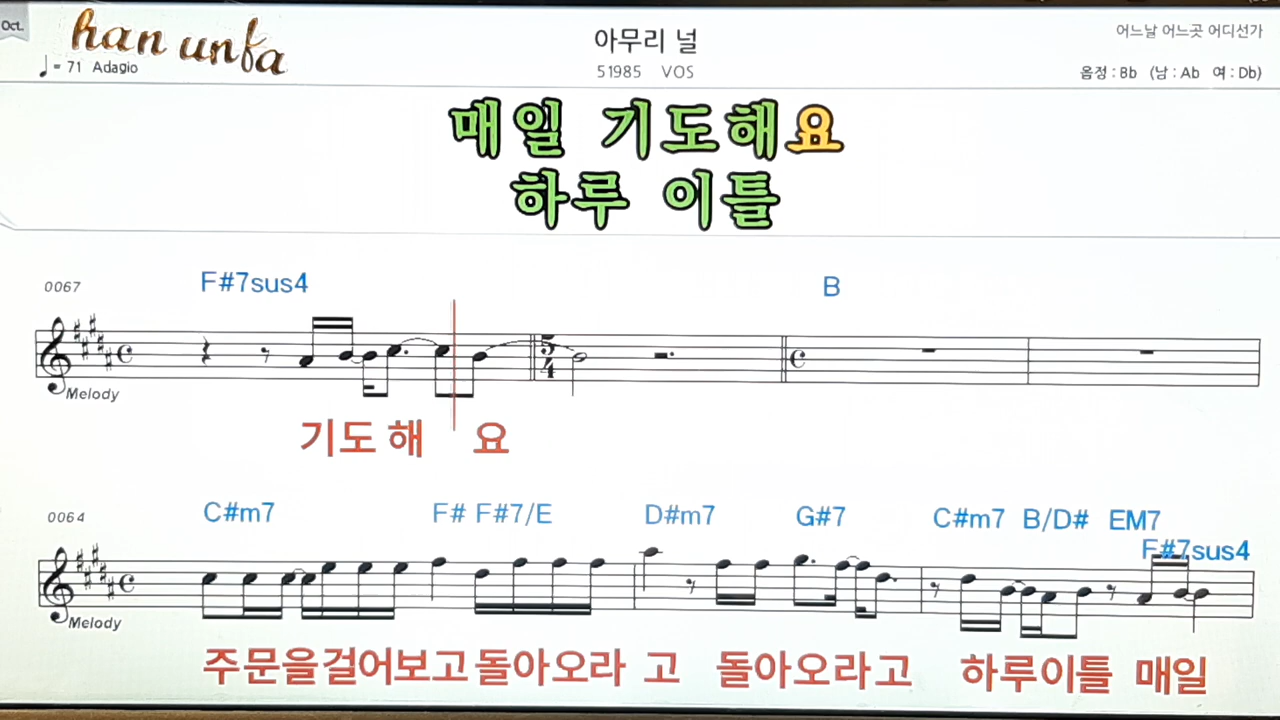 Oct.
han unfa
아무리 널
어느날 어느곳 어디선가
♩= 71 Adagio
51985 VOS
음정 : Bb (남 : Ab 여 : Db)
매일 기도해요
하루 이틀
0067
F#7sus4 B
5
4
Melody
기도 해 요
0064
C#m7 F# F#7/E D#m7 G#7 C#m7 B/D# EM7
F#7sus4
Melody
주문을걸어보고돌아오라 고 돌아오라고 하루이틀 매일